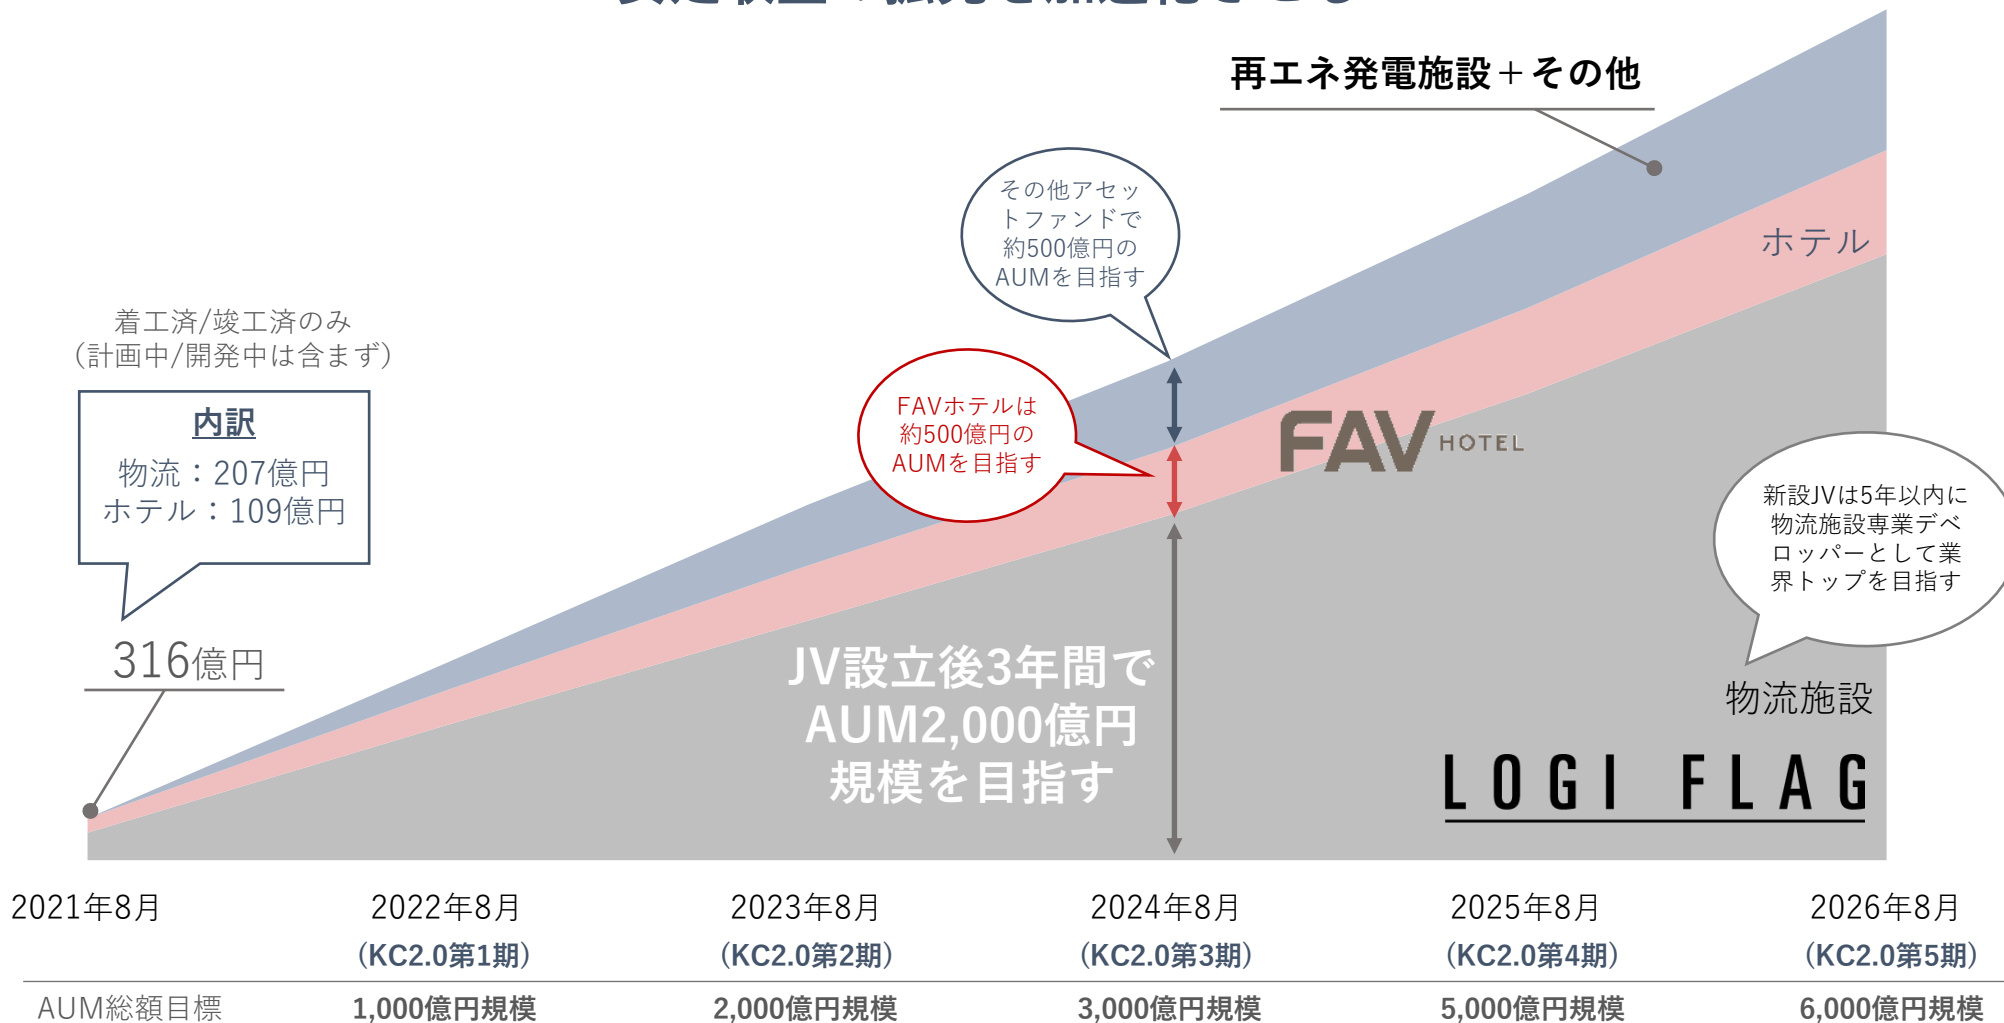 再エネ発電施設＋その他
その他アセッ
トファンドで
約500億円の
AUMを目指す
ホテル
着工済/竣工済のみ
（計画中/開発中は含まず）
内訳
物流：207億円
ホテル：109億円
FAVホテルは
約500億円の
AUMを目指す
FAV HOTEL
新設JVは5年以内に
物流施設専業デベ
ロッパーとして業
界トップを目指す
316億円
JV設立後3年間で
AUM2,000億円
規模を目指す
物流施設
LOGI FLAG
2021年8月 2022年8月 2023年8月 2024年8月 2025年8月 2026年8月
（KC2.0第1期） （KC2.0第2期） （KC2.0第3期） （KC2.0第4期） （KC2.0第5期）
AUM総額目標 1,000億円規模 2,000億円規模 3,000億円規模 5,000億円規模 6,000億円規模